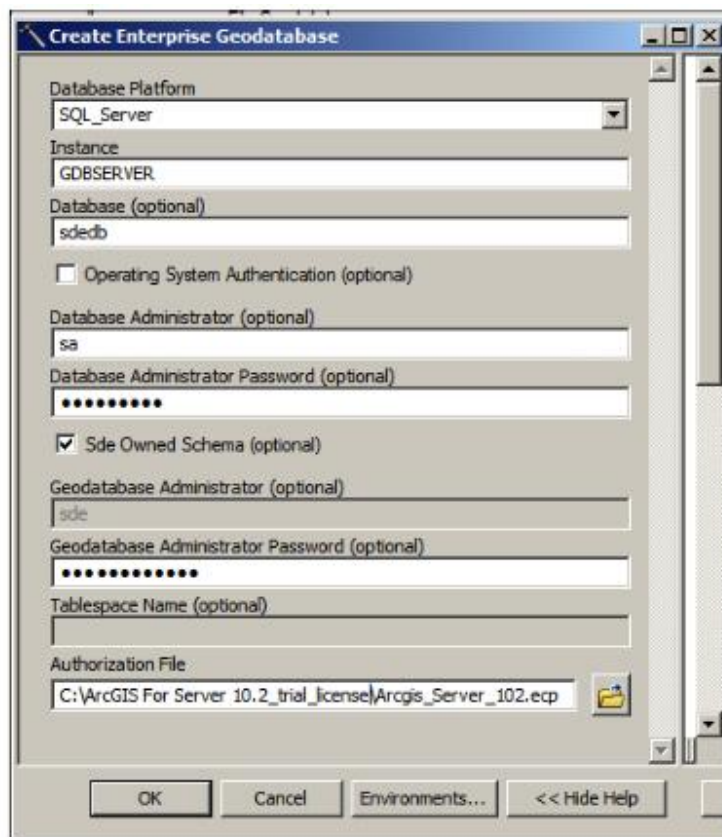 Create Enterprise Geodatabase
Database Platform
SQL_Server
Instance
GDBSERVER
Database (optional)
sdedb
Operating System Authentication (optional)
Database Administrator (optional)
sa
Database Administrator Password (optional)
●●●●●●●●●
Sde Owned Schema (optional)
Geodatabase Administrator (optional)
sde
Geodatabase Administrator Password (optional)
●●●●●●●●●●●●
Tablespace Name (optional)
Authorization File
C:\ArcGIS For Server 10.2_trial_license\Arcgis_Server_102.ecp
OK Cancel Environments... << Hide Help